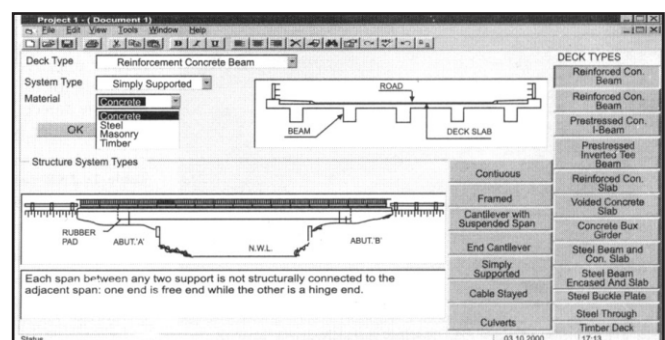 Project 1 - ( Document 1)
File Edit View Tools Window Help
Deck Type
Reinforcement Concrete Beam
System Type
Simply Supported
Material
Concrete
Concrete
Steel
Masonry
Timber
OK
ROAD
BEAM
DECK SLAB
Structure System Types
RUBBER
PAD
ABUT.'A'
N.W.L.
ABUT.'B'
Each span between any two support is not structurally connected to the
adjacent span: one end is free end while the other is a hinge end.
Contiuous
Framed
Cantilever with
Suspended Span
End Cantilever
Simply
Supported
Cable Stayed
Culverts
DECK TYPES
Reinforced Con.
Beam
Reinforced Con.
Beam
Prestressed Con.
I-Beam
Prestressed
Inverted Tee
Beam
Reinforced Con.
Slab
Voided Concrete
Slab
Concrete Bux
Girder
Steel Beam and
Con. Slab
Steel Beam
Encased And Slab
Steel Buckle Plate
Steel Through
Timber Deck
Status
03.10.2000
17:13